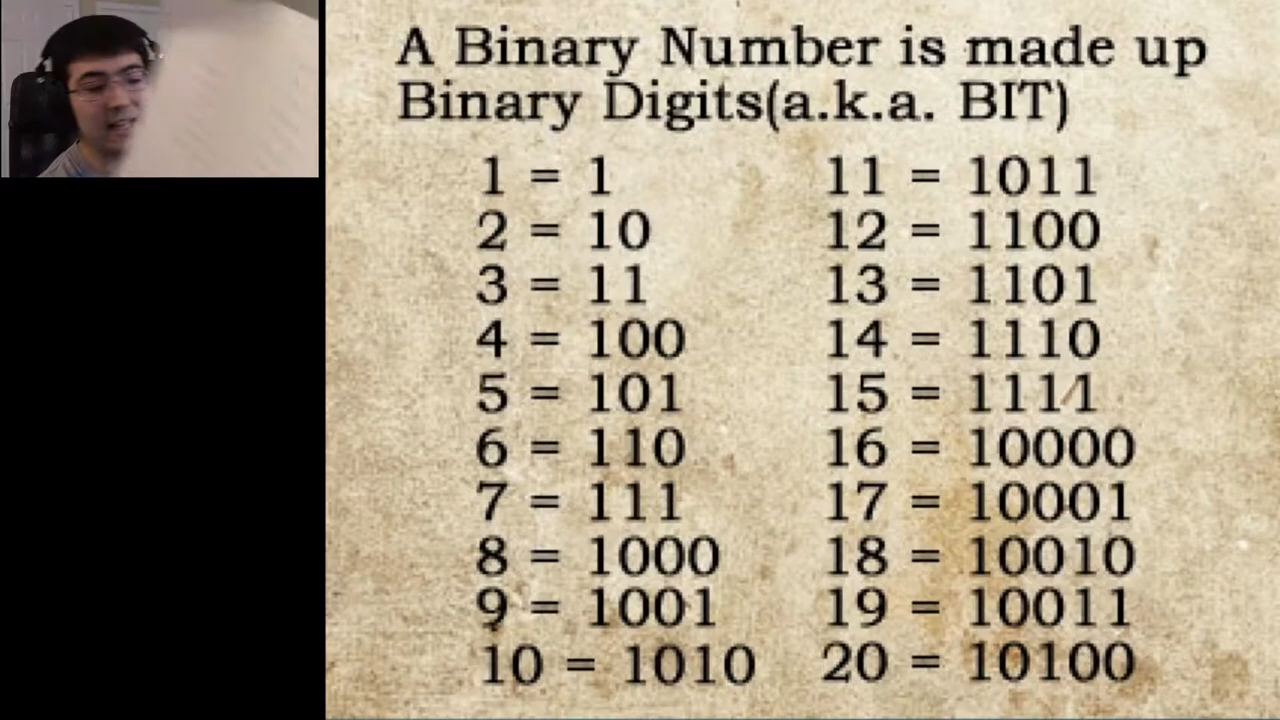 A Binary Number is made up
Binary Digits(a.k.a. BIT)
1 = 1
2 = 10
3 = 11
4 = 100
5 = 101
6 = 110
7 = 111
8 = 1000
9 = 1001
10 = 1010
11 = 1011
12 = 1100
13 = 1101
14 = 1110
15 = 1111
16 = 10000
17 = 10001
18 = 10010
19 = 10011
20 = 10100